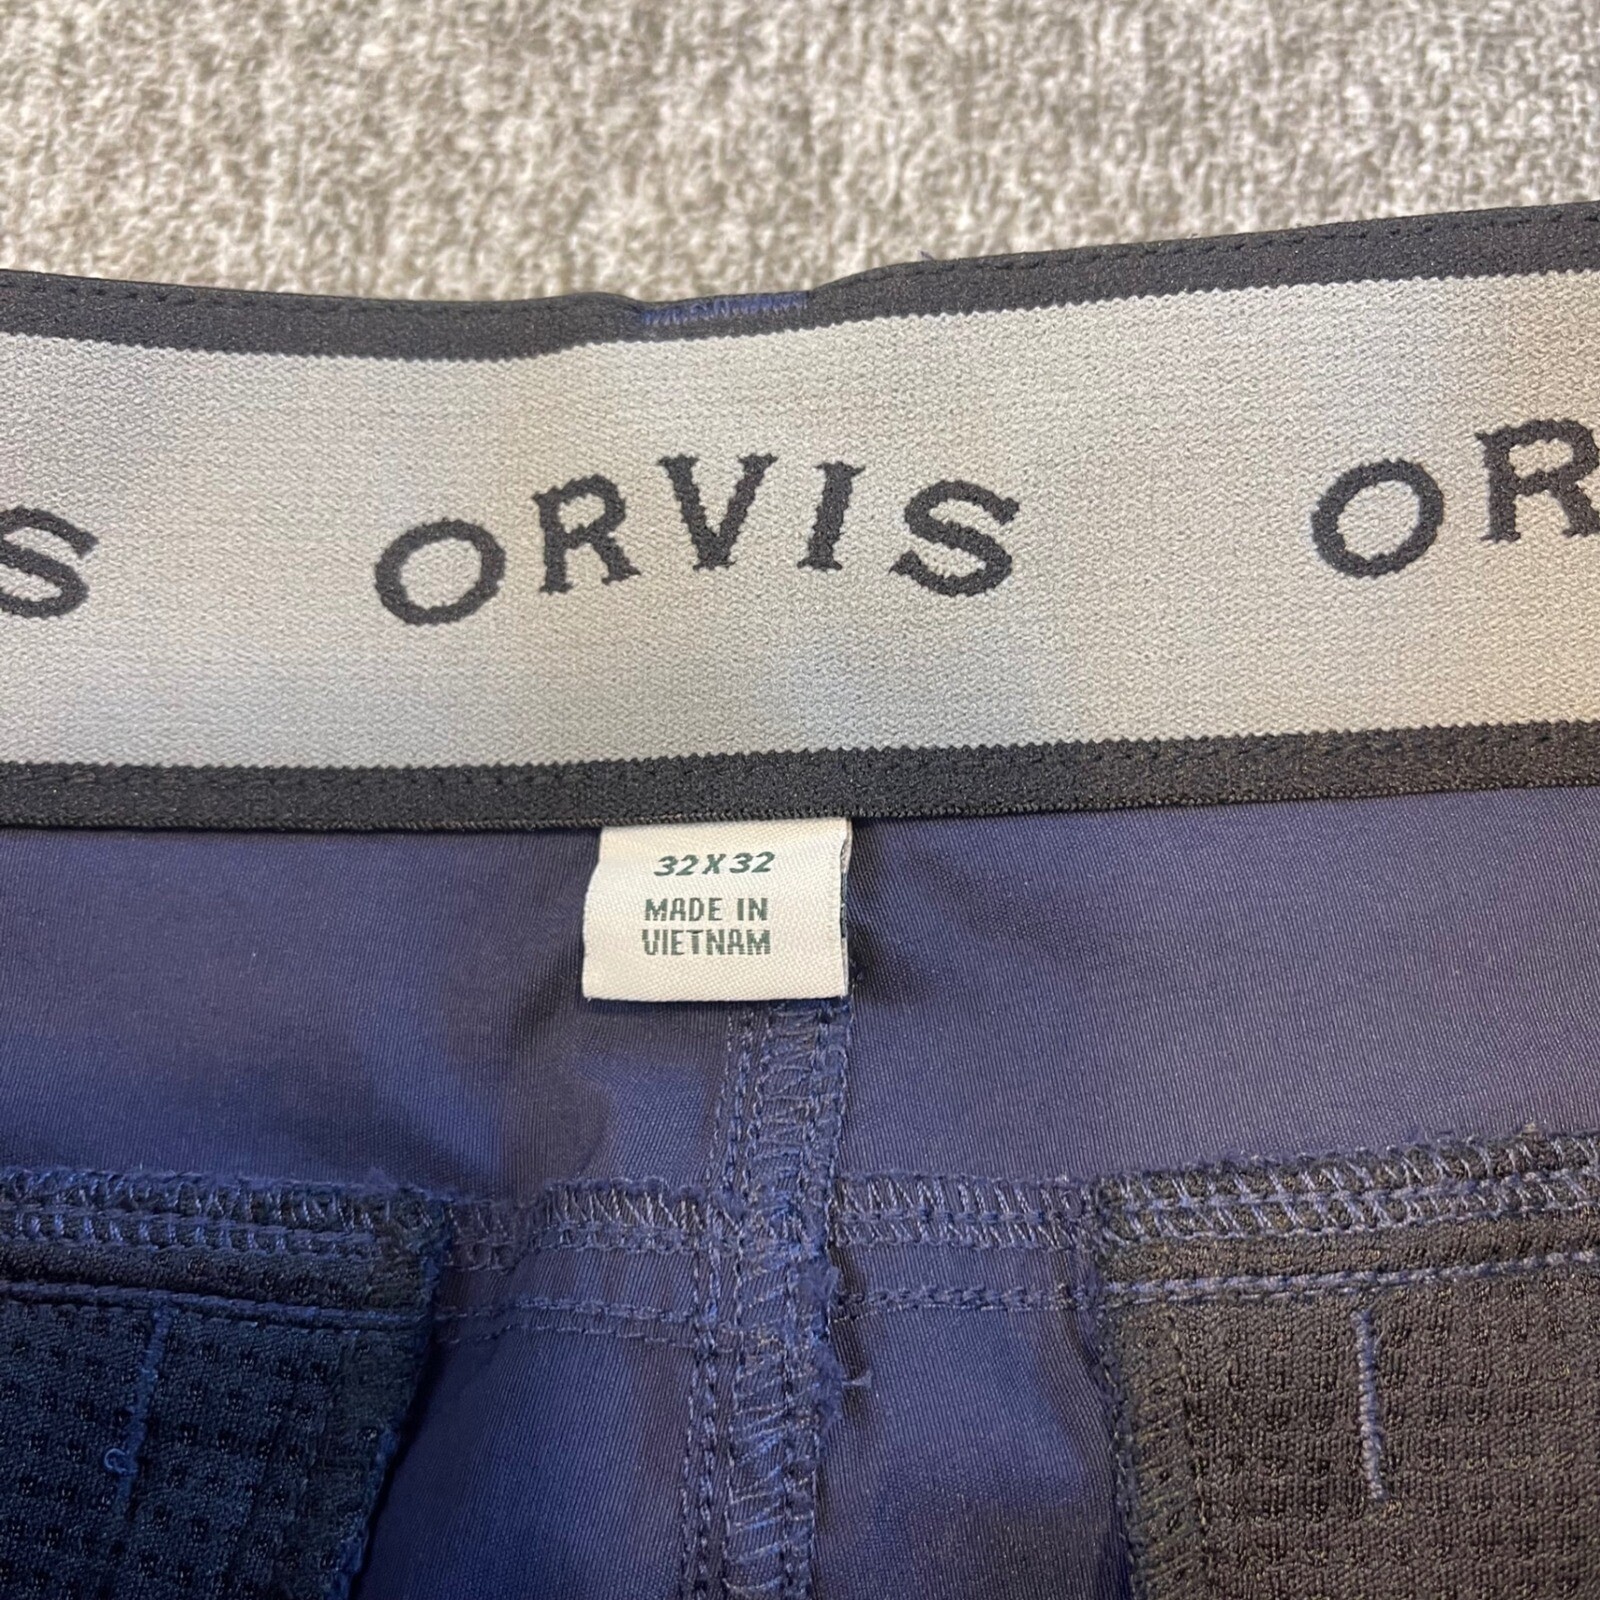 S ORVIS OR
32X32
MADE IN
VIETNAM